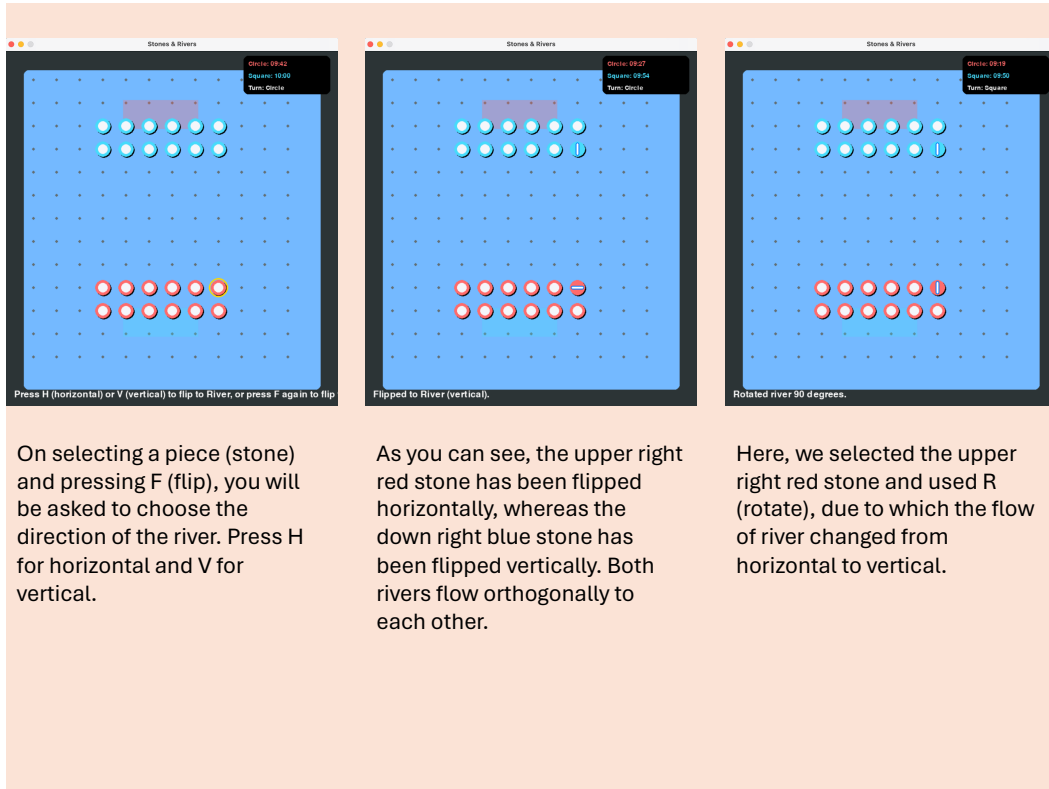 Stones & Rivers
Circle: 09:42
Square: 10:00
Turn: Circle
Press H (horizontal) or V (vertical) to flip to River, or press F again to flip
On selecting a piece (stone)
and pressing F (flip), you will
be asked to choose the
direction of the river. Press H
for horizontal and V for
vertical.
Stones & Rivers
Circle: 09:27
Square: 09:54
Turn: Circle
Flipped to River (vertical).
As you can see, the upper right
red stone has been flipped
horizontally, whereas the
down right blue stone has
been flipped vertically. Both
rivers flow orthogonally to
each other.
Stones & Rivers
Circle: 09:19
Square: 09:50
Turn: Square
Rotated river 90 degrees.
Here, we selected the upper
right red stone and used R
(rotate), due to which the flow
of river changed from
horizontal to vertical.